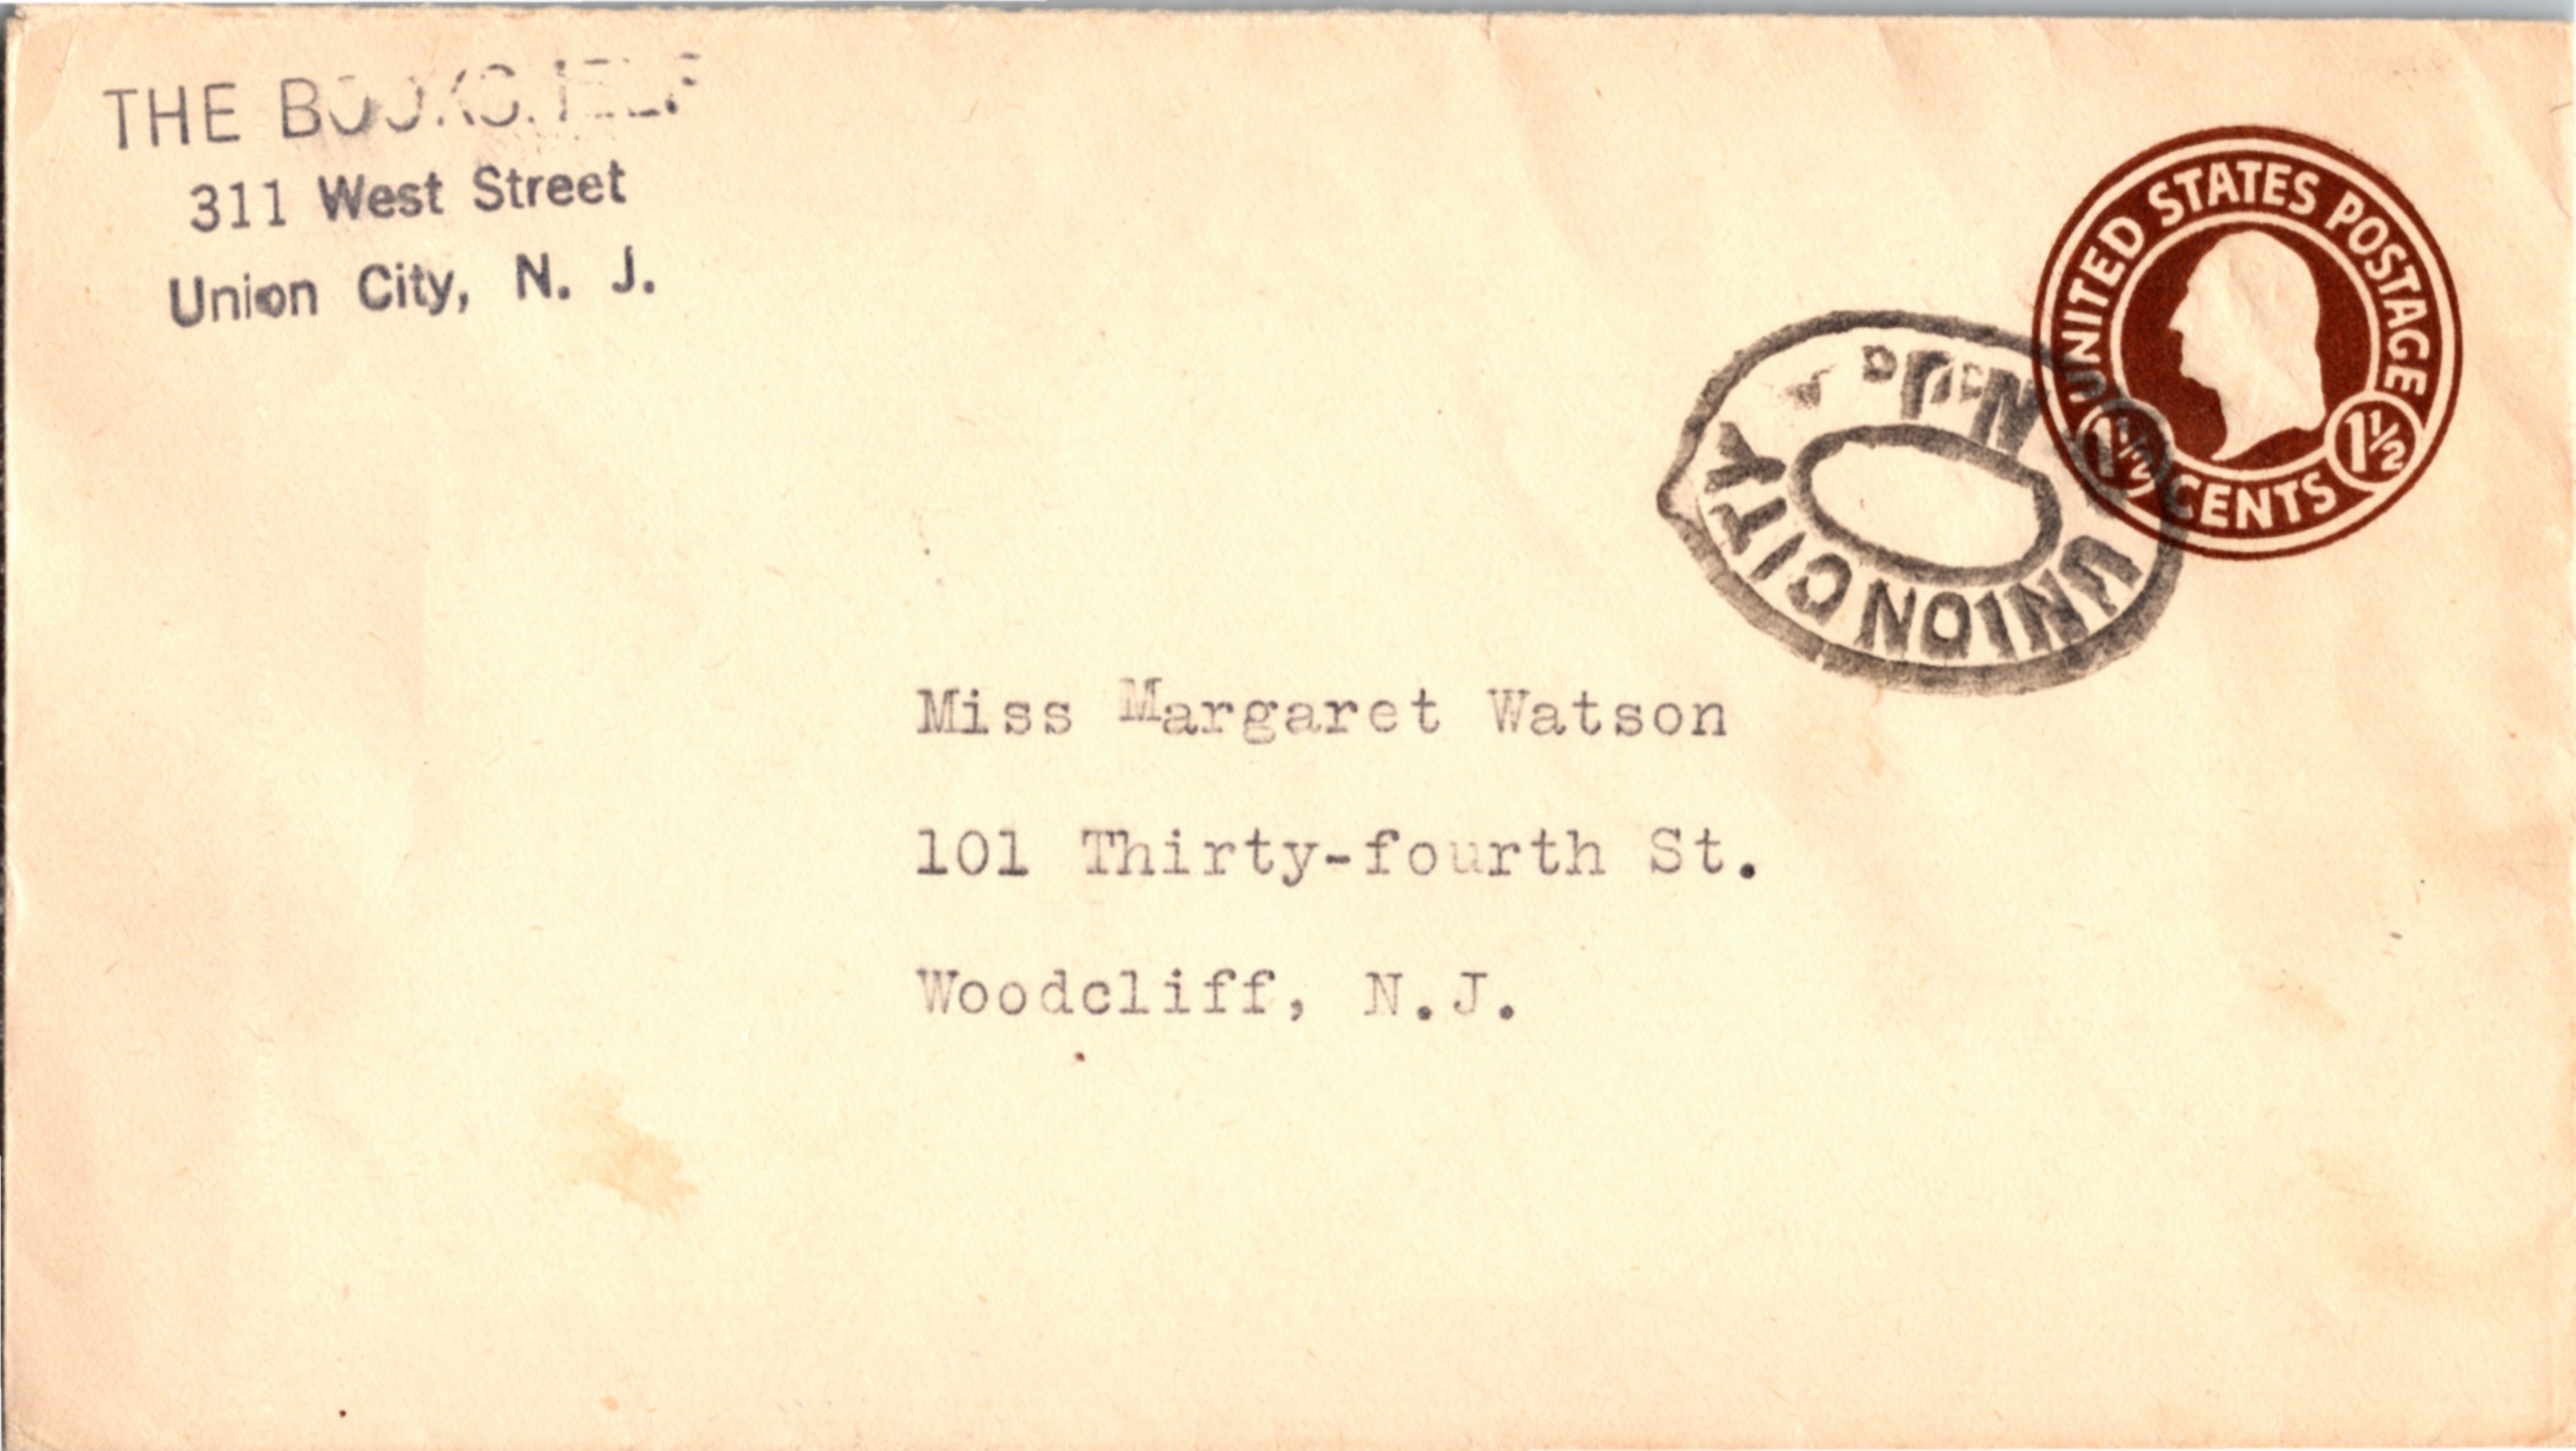 THE BOOKSHELF
311 West Street
Union City, N. J.
UNITED STATES POSTAGE
1½ CENTS 1½
N.J.
UNION CITY
Miss Margaret Watson
101 Thirty-fourth St.
Woodcliff, N.J.